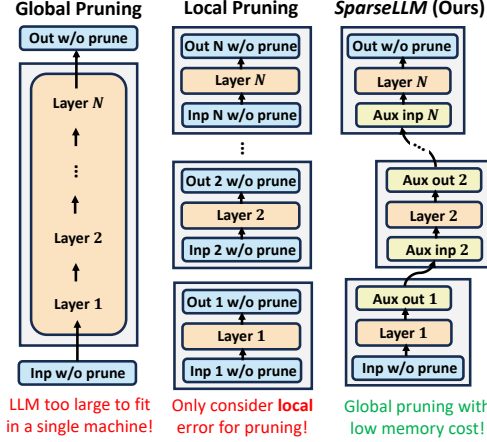 Global Pruning
Out w/o prune
Layer N
⋮
Layer 2
Layer 1
Inp w/o prune
LLM too large to fit
in a single machine!
Local Pruning
Out N w/o prune
Layer N
Inp N w/o prune
...
Out 2 w/o prune
Layer 2
Inp 2 w/o prune
Out 1 w/o prune
Layer 1
Inp 1 w/o prune
Only consider local
error for pruning!
SparseLLM (Ours)
Out w/o prune
Layer N
Aux inp N
Aux out 2
Layer 2
Aux inp 2
Aux out 1
Layer 1
Inp w/o prune
Global pruning with
low memory cost!